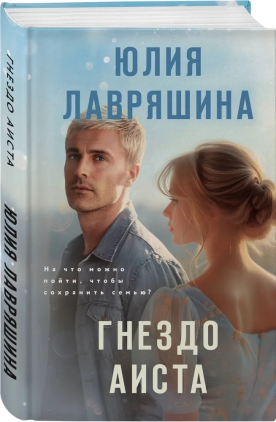 ЮЛИЯ
ЛАВРЯШИНА
На что можно
пойти, чтобы
сохранить семью?
ГНЕЗДО
АИСТА
ГНЕЗДО АИСТА
ЮЛИЯ ЛАВРЯШИНА